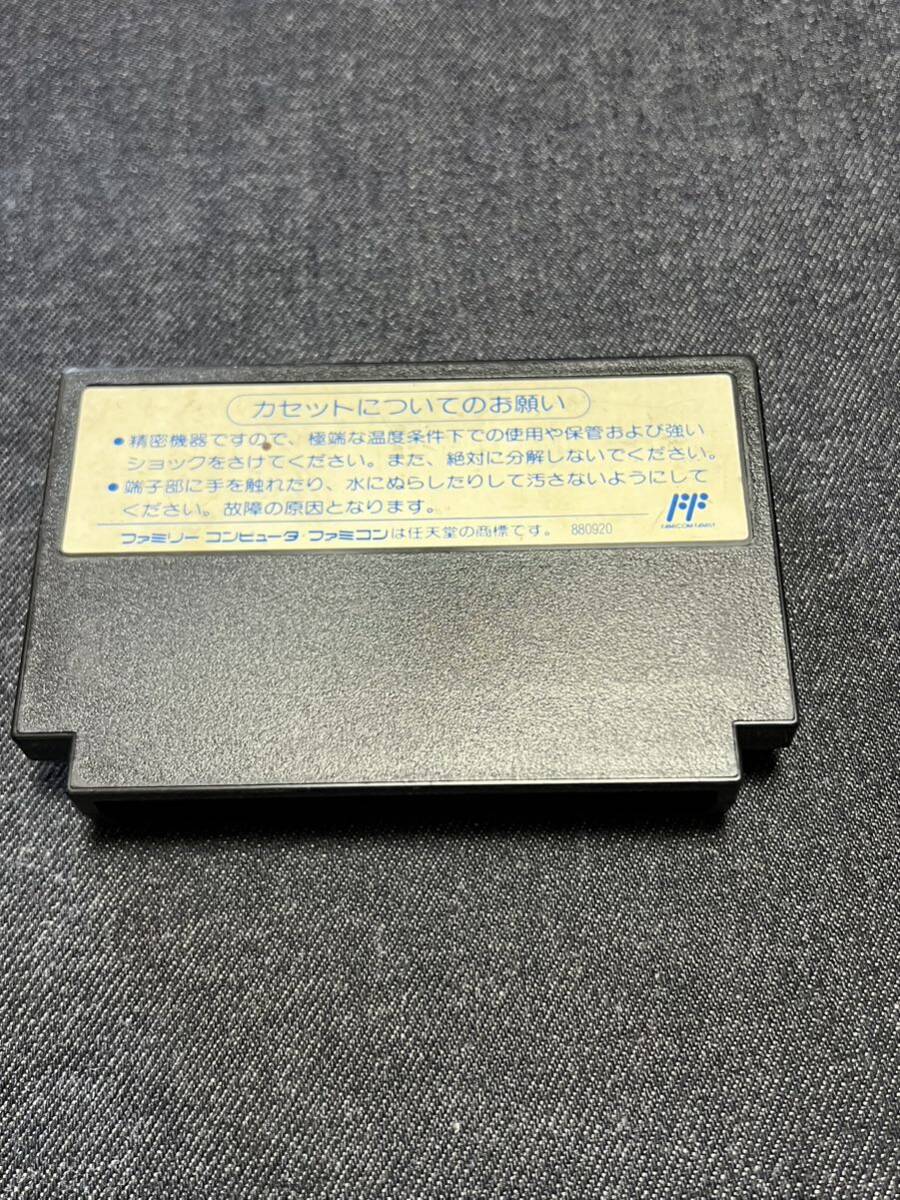 カセットについてのお願い
●精密機器ですので、極端な温度条件下での使用や保管および強い
ショックをさけてください。また、絶対に分解しないでください。
●端子部に手を触れたり、水にぬらしたりして汚さないようにして
ください。故障の原因となります。
FF
FAMICOM FAMILY
ファミリー コンピュータ・ファミコンは任天堂の商標です。 880920